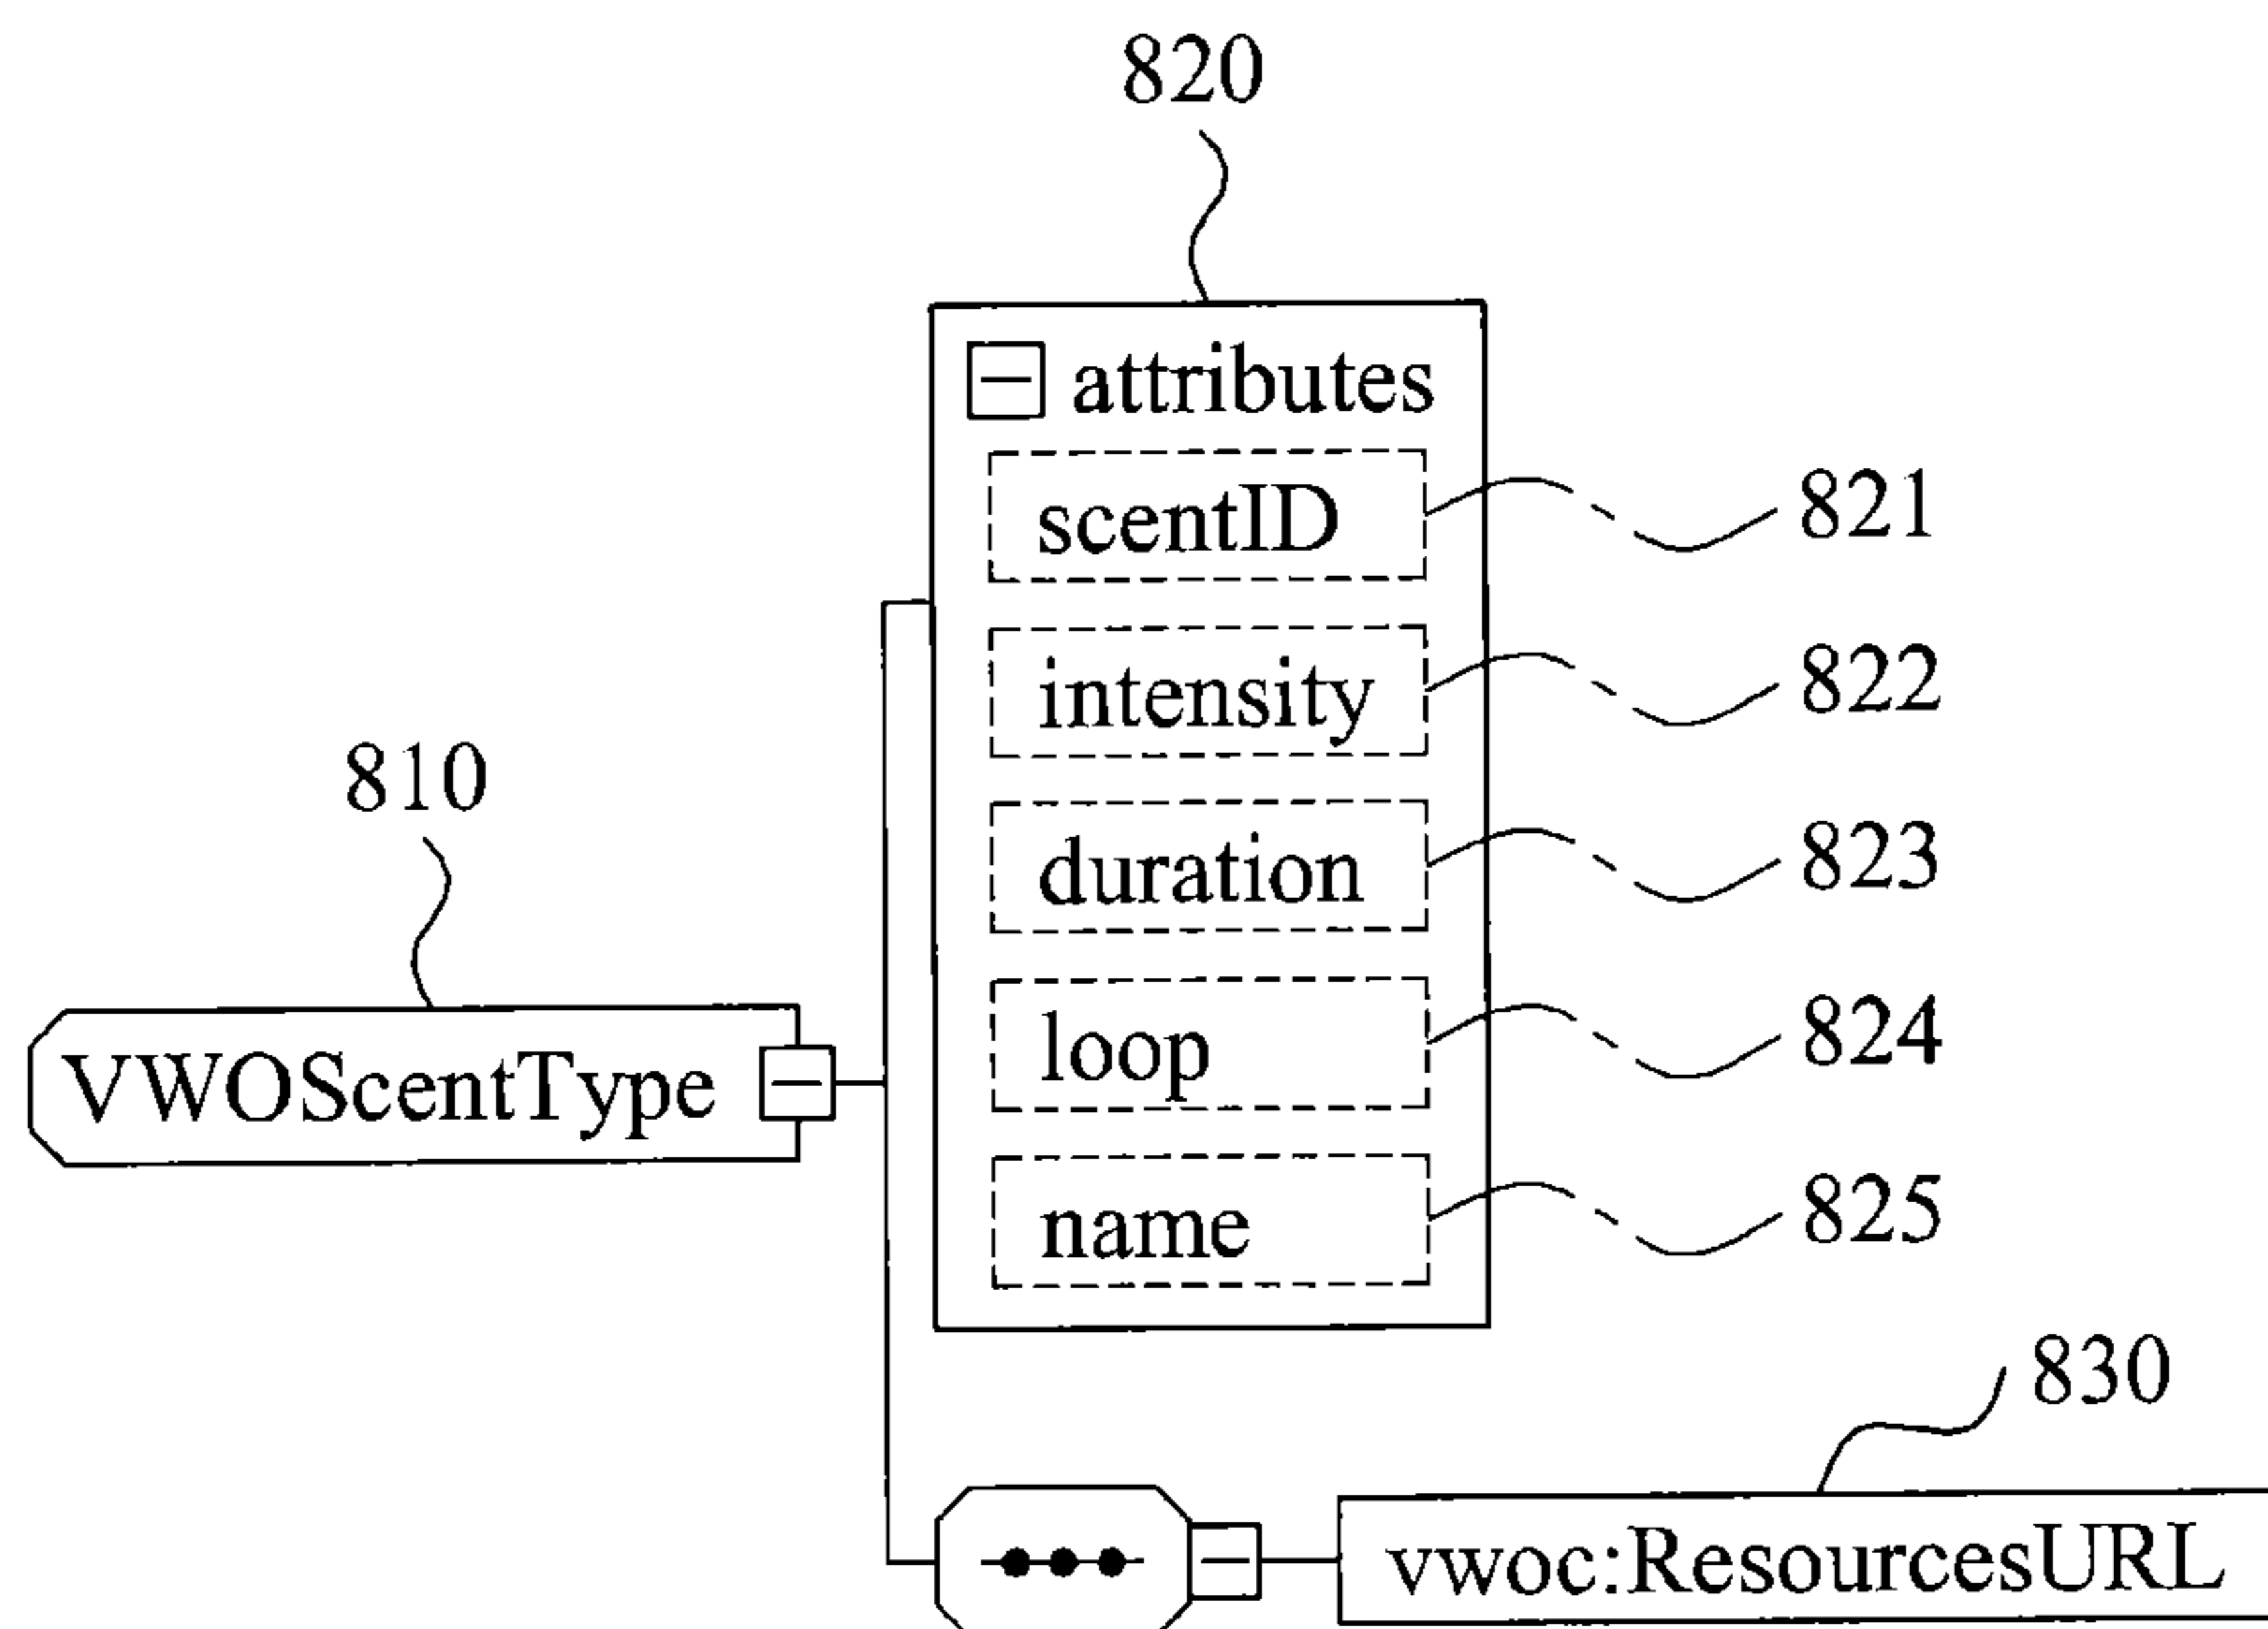 820
attributes
scentID
821
intensity
822
810
duration
823
VWOScentType
loop
824
name
825
830
vwoc:ResourcesURL